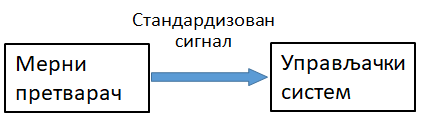 Стандардизован
сигнал
Мерни
претварач
Управљачки
систем